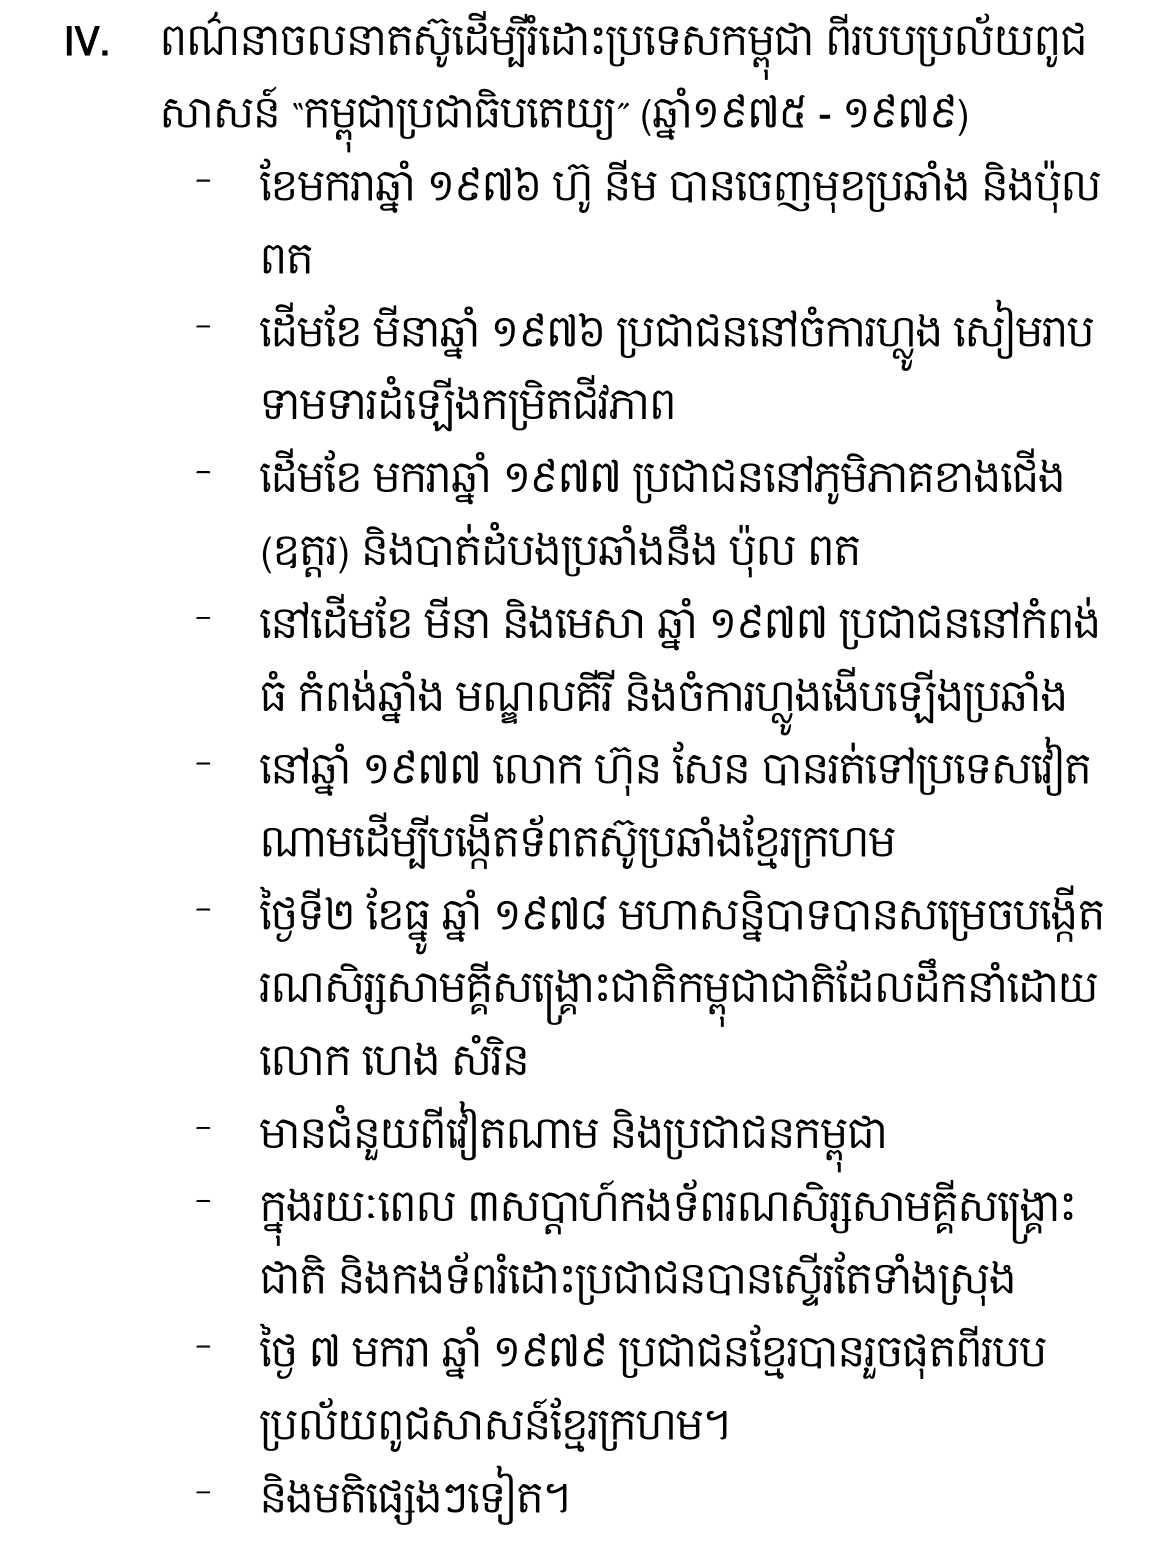 IV. ពណ៌នាចលនាតស៊ូដើម្បីរំដោះប្រទេសកម្ពុជា ពីរបបប្រល័យពូជ
សាសន៍ “កម្ពុជាប្រជាធិបតេយ្យ” (ឆ្នាំ១៩៧៥ - ១៩៧៩)
- ខែមករាឆ្នាំ ១៩៧៦ ហ៊ូ នីម បានចេញមុខប្រឆាំង និងប៉ុល
ពត
- ដើមខែ មីនាឆ្នាំ ១៩៧៦ ប្រជាជននៅចំការហ្លូង សៀមរាប
ទាមទារដំឡើងកម្រិតជីវភាព
- ដើមខែ មករាឆ្នាំ ១៩៧៧ ប្រជាជននៅភូមិភាគខាងជើង
(ឧត្តរ) និងបាត់ដំបងប្រឆាំងនឹង ប៉ុល ពត
- នៅដើមខែ មីនា និងមេសា ឆ្នាំ ១៩៧៧ ប្រជាជននៅកំពង់
ធំ កំពង់ឆ្នាំង មណ្ឌលគីរី និងចំការហ្លូងងើបឡើងប្រឆាំង
- នៅឆ្នាំ ១៩៧៧ លោក ហ៊ុន សែន បានរត់ទៅប្រទេសវៀត
ណាមដើម្បីបង្កើតទ័ពតស៊ូប្រឆាំងខ្មែរក្រហម
- ថ្ងៃទី២ ខែធ្នូ ឆ្នាំ ១៩៧៨ មហាសន្និបាទបានសម្រេចបង្កើត
រណសិរ្សសាមគ្គីសង្គ្រោះជាតិកម្ពុជាជាតិដែលដឹកនាំដោយ
លោក ហេង សំរិន
- មានជំនួយពីវៀតណាម និងប្រជាជនកម្ពុជា
- ក្នុងរយៈពេល ៣សប្តាហ៍កងទ័ពរណសិរ្សសាមគ្គីសង្គ្រោះ
ជាតិ និងកងទ័ពរំដោះប្រជាជនបានស្ទើរតែទាំងស្រុង
- ថ្ងៃ ៧ មករា ឆ្នាំ ១៩៧៩ ប្រជាជនខ្មែរបានរួចផុតពីរបប
ប្រល័យពូជសាសន៍ខ្មែរក្រហម។
- និងមតិផ្សេងៗទៀត។